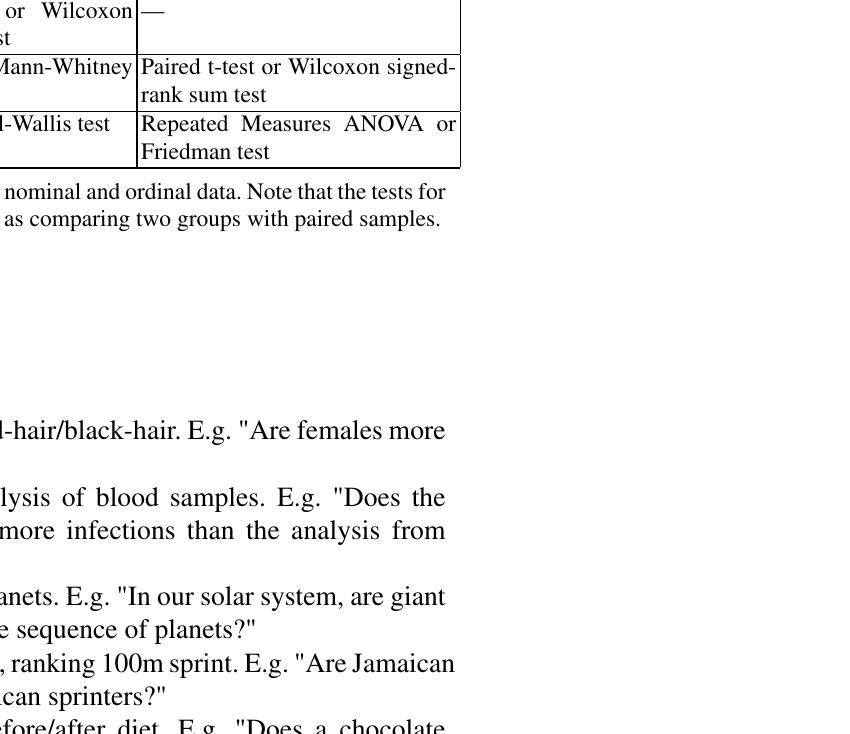 or Wilcoxon —
Mann-Whitney Paired t-test or Wilcoxon signed-
rank sum test
-Wallis test Repeated Measures ANOVA or
Friedman test
nominal and ordinal data. Note that the tests for
as comparing two groups with paired samples.
-hair/black-hair. E.g. "Are females more
lysis of blood samples. E.g. "Does the
more infections than the analysis from
anets. E.g. "In our solar system, are giant
e sequence of planets?"
, ranking 100m sprint. E.g. "Are Jamaican
ican sprinters?"
efore/after diet. E.g. "Does a chocolate